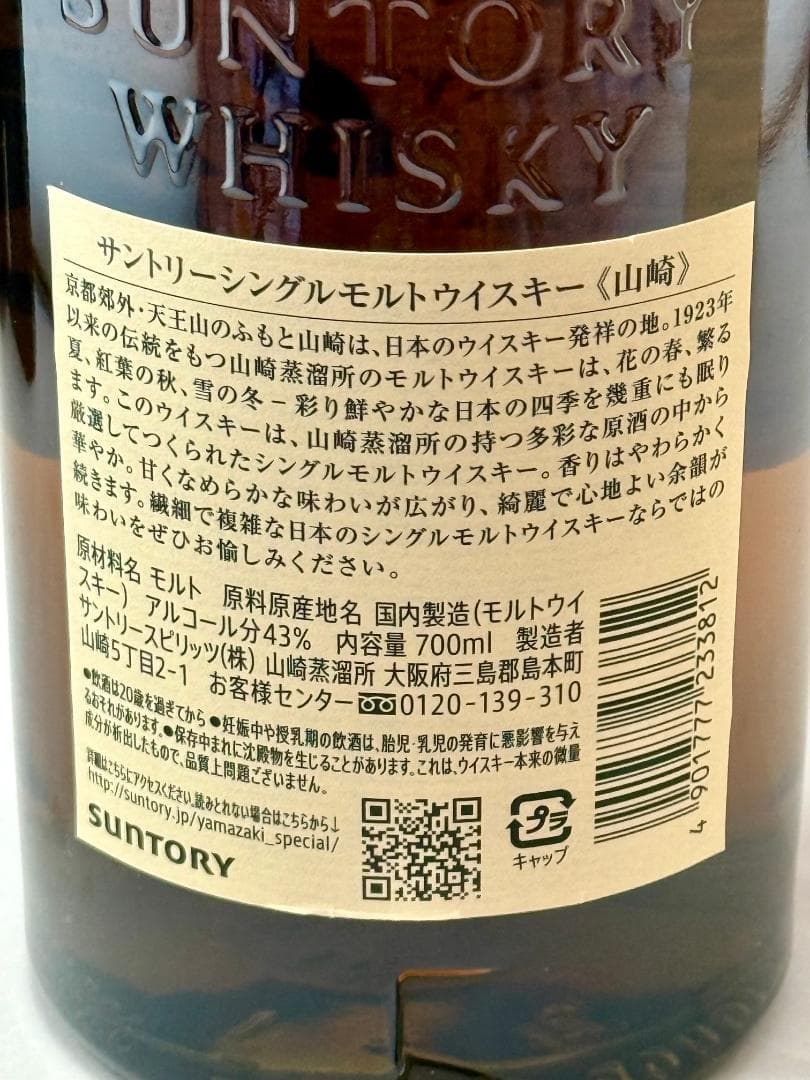 SUNTORY
WHISKY
サントリーシングルモルトウイスキー《山崎》
京都郊外・天王山のふもと山崎は、日本のウイスキー発祥の地。1923年
以来の伝統をもつ山崎蒸溜所のモルトウイスキーは、花の春、繁る
夏、紅葉の秋、雪の冬－彩り鮮やかな日本の四季を幾重にも眠り
ます。このウイスキーは、山崎蒸溜所の持つ多彩な原酒の中から
厳選してつくられたシングルモルトウイスキー。香りはやわらかく
華やか。甘くなめらかな味わいが広がり、綺麗で心地よい余韻が
続きます。繊細で複雑な日本のシングルモルトウイスキーならではの
味わいをぜひお愉しみください。
原材料名 モルト 原料原産地名 国内製造(モルトウイ
スキー) アルコール分43% 内容量 700ml 製造者
サントリースピリッツ(株) 山崎蒸溜所 大阪府三島郡島本町
山崎5丁目2-1 お客様センター 0120-139-310
●飲酒は20歳を過ぎてから ●妊娠中や授乳期の飲酒は、胎児・乳児の発育に悪影響を与え
るおそれがあります。●保存中まれに沈殿物を生じることがあります。これは、ウイスキー本来の微量
成分が析出したもので、品質上問題ございません。
詳細はこちらにアクセスください。読みとれない場合はこちらから↓
http://suntory.jp/yamazaki_special/
SUNTORY
プラ
キャップ
4 901777 233812